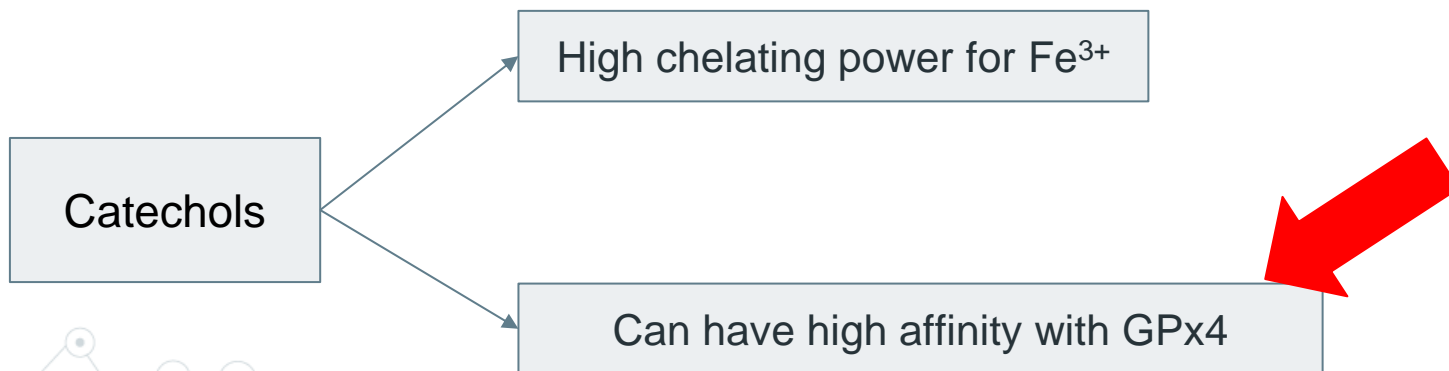 High chelating power for Fe³⁺
Catechols
Can have high affinity with GPx4